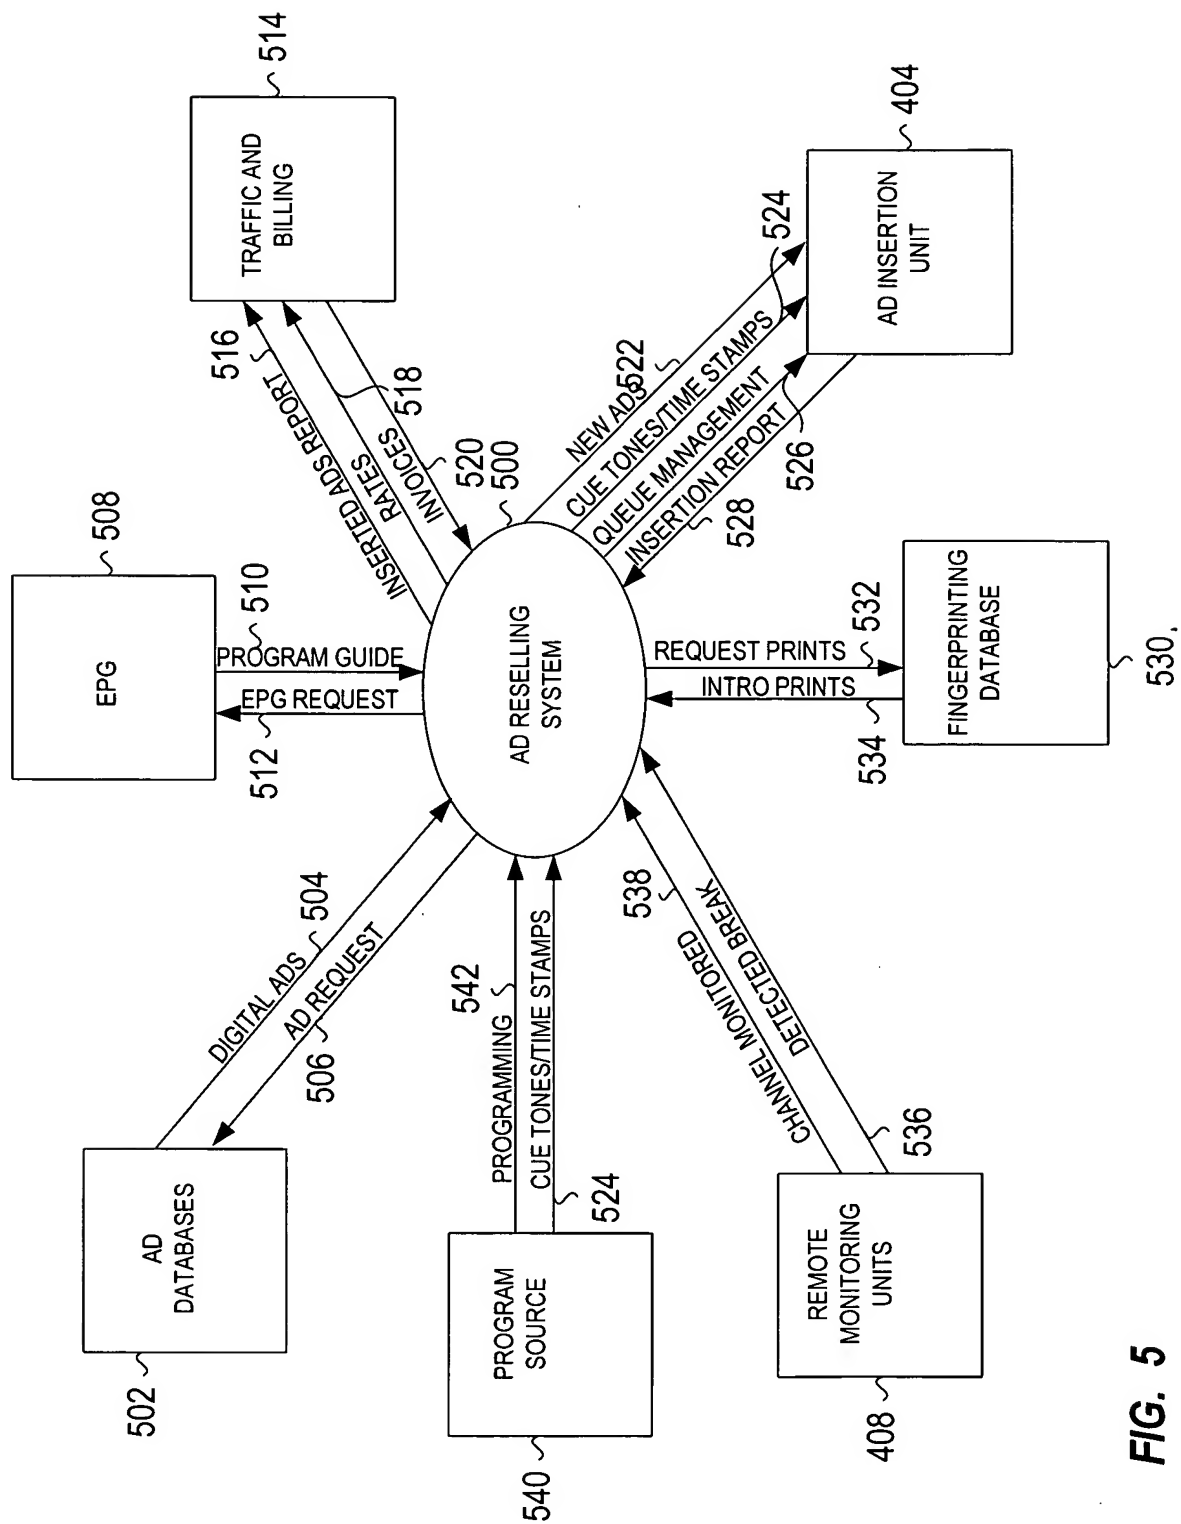 514
TRAFFIC AND
BILLING
516
INSERTED ADS REPORT
518
RATES
INVOICES
520
508
EPG
510
PROGRAM GUIDE
EPG REQUEST
512
500
AD RESELLING
SYSTEM
404
AD INSERTION
UNIT
NEW ADS
522
CUE TONES/TIME STAMPS
524
QUEUE MANAGEMENT
526
INSERTION REPORT
528
DIGITAL ADS
504
AD REQUEST
506
AD
DATABASES
502
PROGRAMMING
542
CUE TONES/TIME STAMPS
524
PROGRAM
SOURCE
540
REQUEST PRINTS
532
INTRO PRINTS
534
FINGERPRINTING
DATABASE
530
538
CHANNEL MONITORED
DETECTED BREAK
536
REMOTE
MONITORING
UNITS
408
FIG. 5